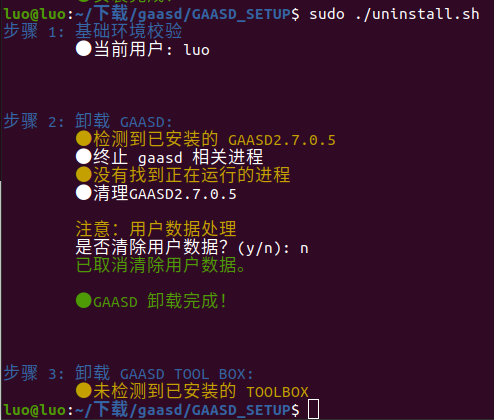 luo@luo:~/下载/gaasd/GAASD_SETUP$ sudo ./uninstall.sh
步骤 1: 基础环境校验
●当前用户: luo
步骤 2: 卸载 GAASD:
●检测到已安装的 GAASD2.7.0.5
●终止 gaasd 相关进程
●没有找到正在运行的进程
●清理GAASD2.7.0.5
注意：用户数据处理
是否清除用户数据？(y/n): n
已取消清除用户数据。
●GAASD 卸载完成！
步骤 3: 卸载 GAASD TOOL BOX:
●未检测到已安装的 TOOLBOX
luo@luo:~/下载/gaasd/GAASD_SETUP$